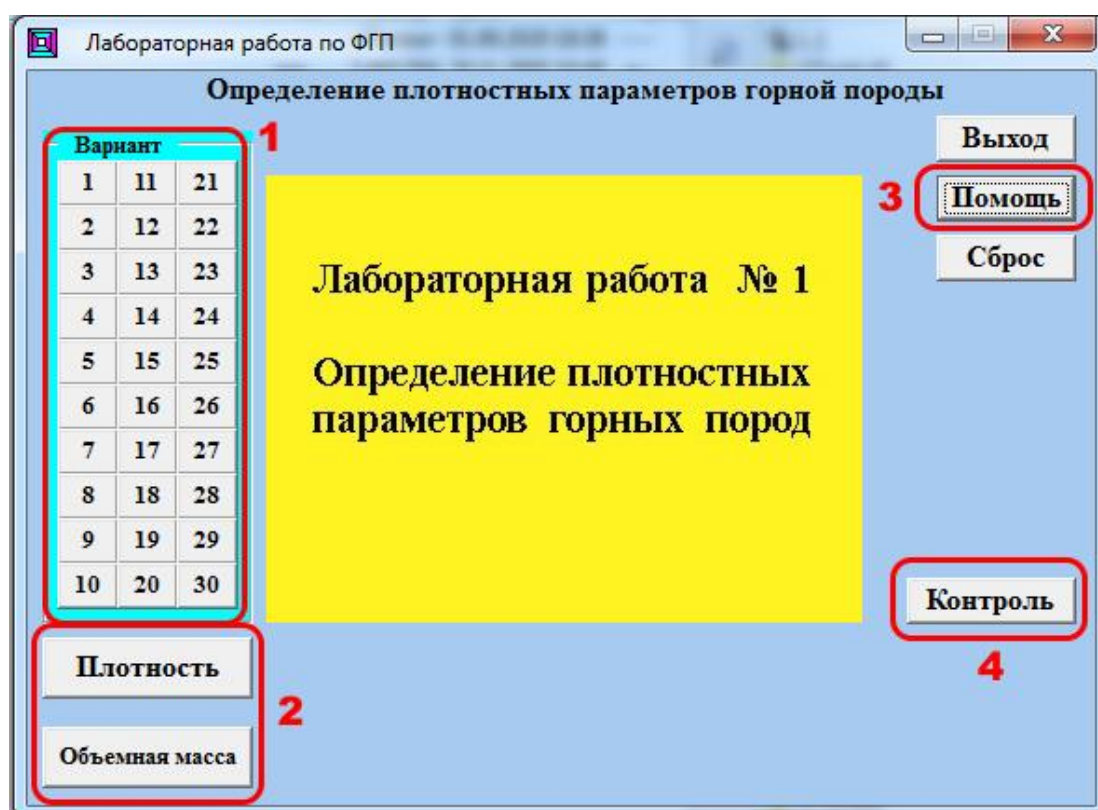 Лабораторная работа по ФГП
Определение плотностных параметров горной породы
Вариант
1
1 11 21
2 12 22
3 13 23
4 14 24
5 15 25
6 16 26
7 17 27
8 18 28
9 19 29
10 20 30
Лабораторная работа № 1
Определение плотностных
параметров горных пород
Выход
3
Помощь
Сброс
Контроль
4
Плотность
2
Объемная масса